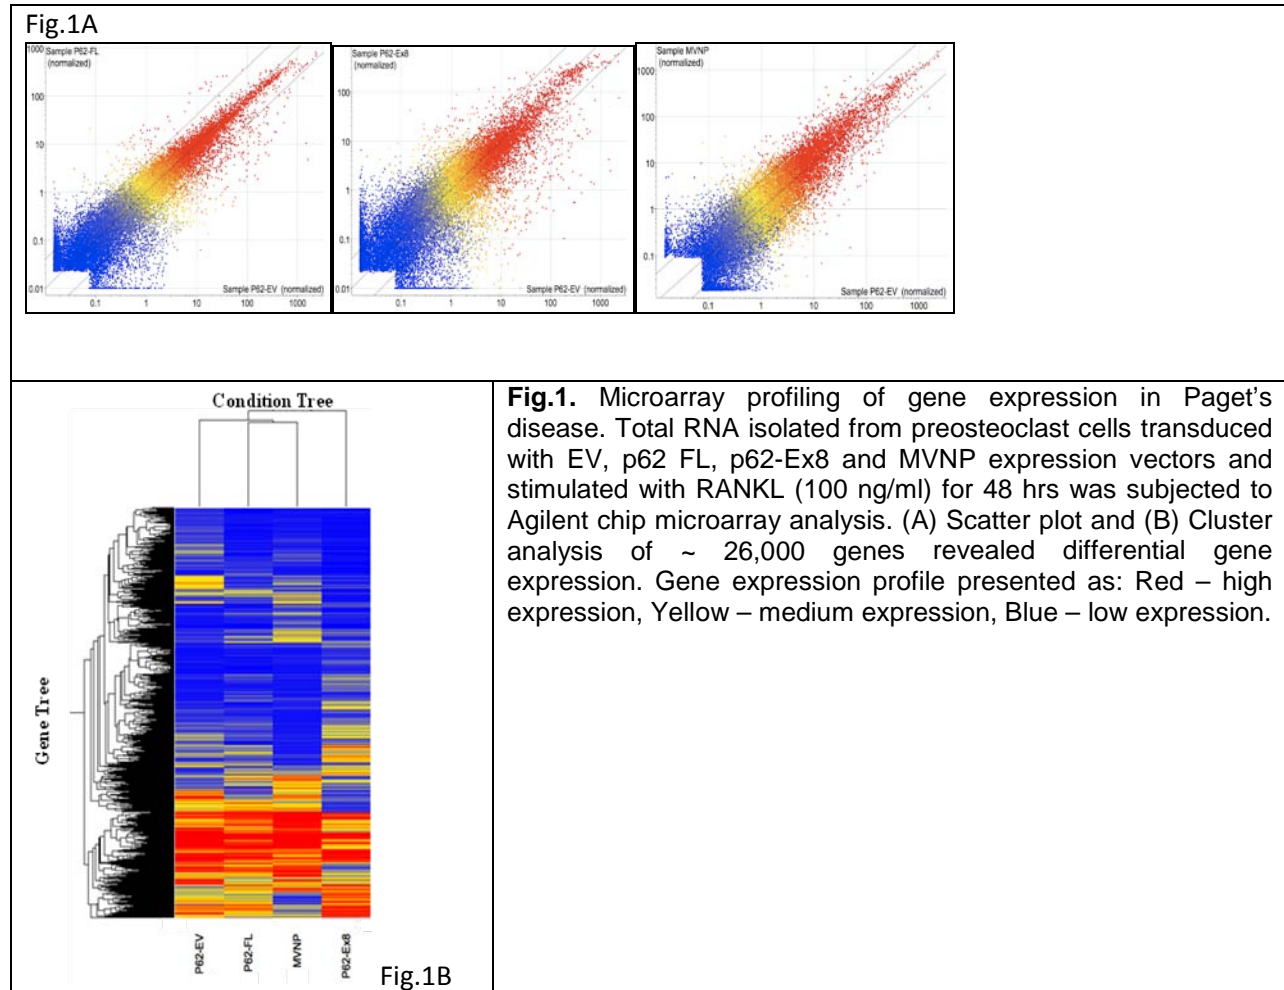 Fig.1A
1000 Sample P62-FL
(normalized)
100
10
1
0.1
0.01
Sample P62-EV (normalized)
0.1 1 10 100 1000
Sample P62-Ex8
(normalized)
100
10
1
0.1
Sample P62-EV (normalized)
0.1 1 10 100 1000
Sample MVNP
(normalized)
1000
100
10
1
0.1
Sample P62-EV (normalized)
0.1 1 10 100 1000
Condition Tree
Gene Tree
P62-EV
P62-FL
MVNP
P62-Ex8
Fig.1B
Fig.1. Microarray profiling of gene expression in Paget’s
disease. Total RNA isolated from preosteoclast cells transduced
with EV, p62 FL, p62-Ex8 and MVNP expression vectors and
stimulated with RANKL (100 ng/ml) for 48 hrs was subjected to
Agilent chip microarray analysis. (A) Scatter plot and (B) Cluster
analysis of ~ 26,000 genes revealed differential gene
expression. Gene expression profile presented as: Red – high
expression, Yellow – medium expression, Blue – low expression.